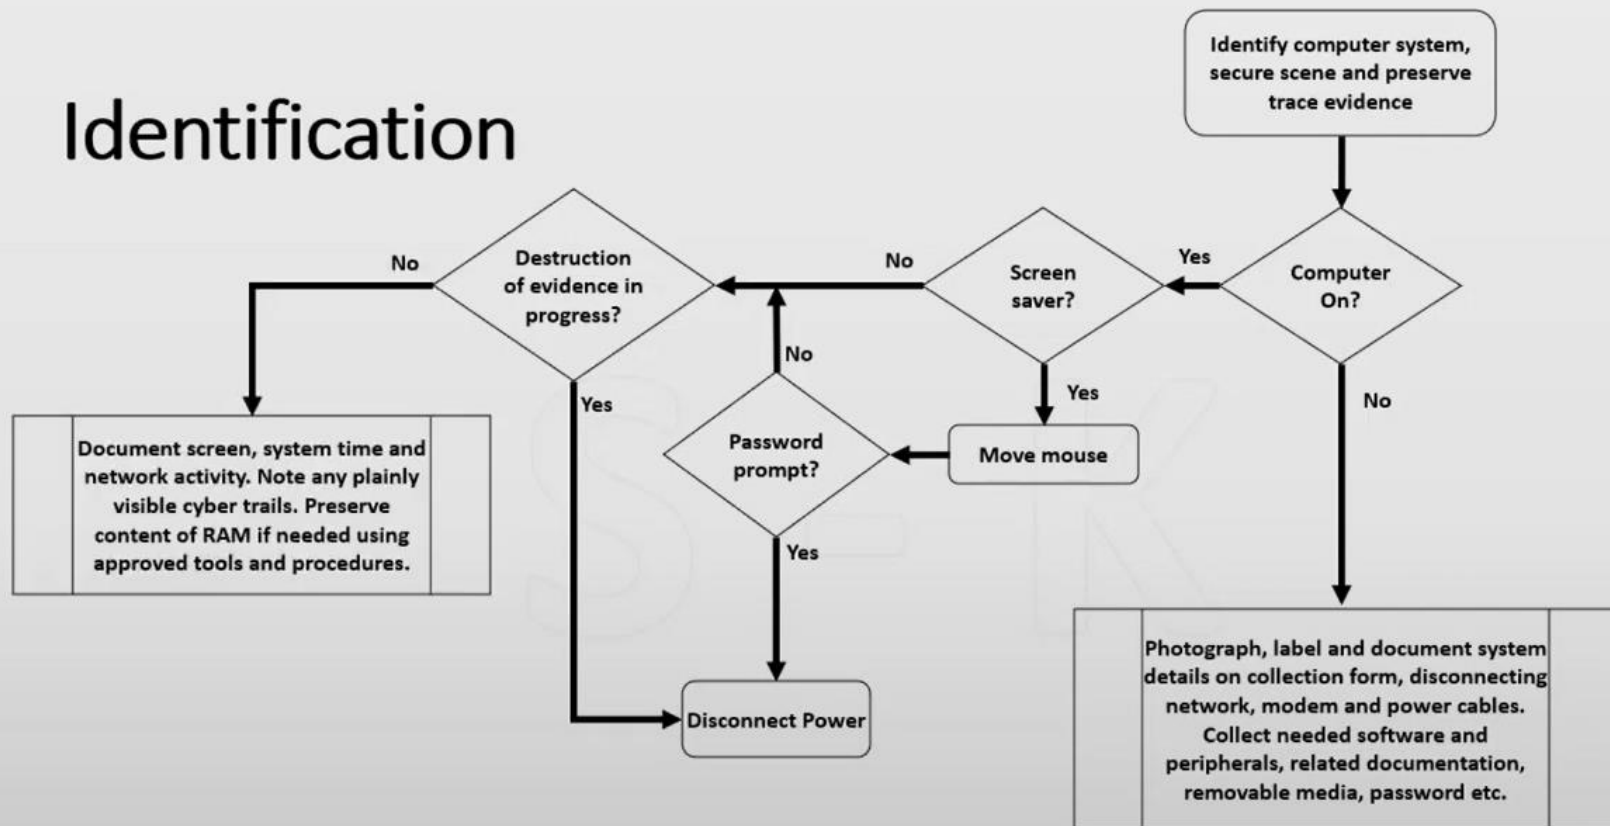 Identification
Identify computer system,
secure scene and preserve
trace evidence
Computer
On?
Yes
No
Screen
saver?
No
Yes
Move mouse
Password
prompt?
No
Yes
Destruction
of evidence in
progress?
No
Yes
Document screen, system time and
network activity. Note any plainly
visible cyber trails. Preserve
content of RAM if needed using
approved tools and procedures.
Disconnect Power
Photograph, label and document system
details on collection form, disconnecting
network, modem and power cables.
Collect needed software and
peripherals, related documentation,
removable media, password etc.
S - K